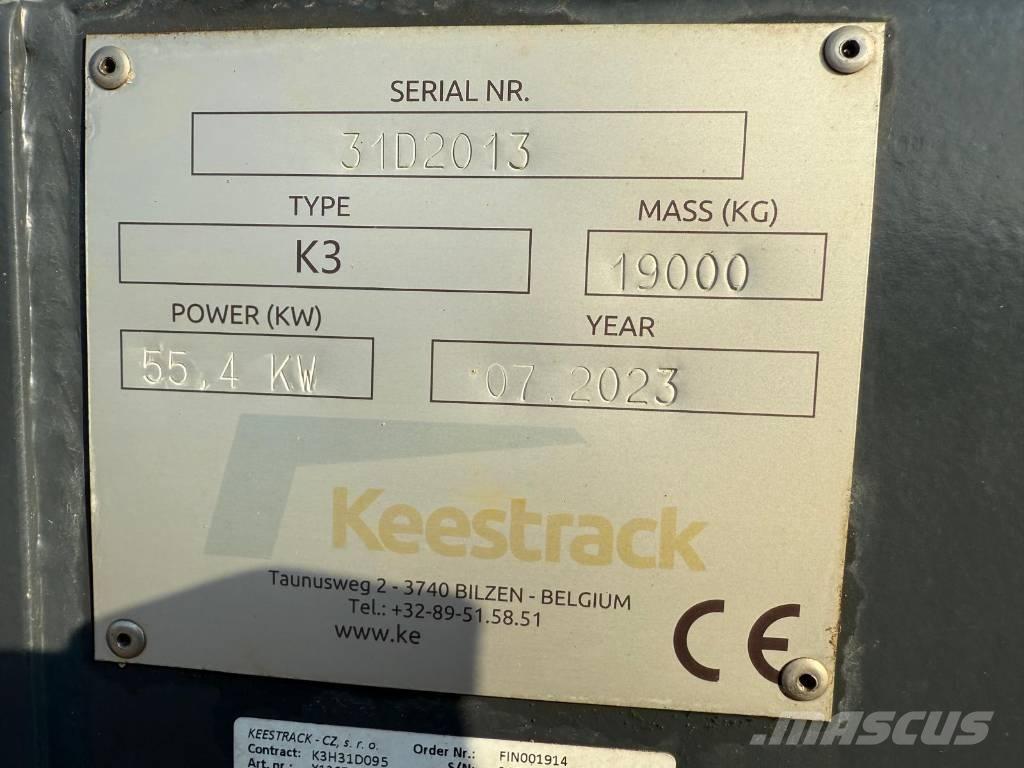 SERIAL NR.
31D2013
TYPE
MASS (KG)
K3
19000
POWER (KW)
YEAR
55,4 KW
07.2023
Keestrack
Taunusweg 2 - 3740 BILZEN - BELGIUM
Tel.: +32-89-51.58.51
www.ke
CE
KEESTRACK - CZ, s. r. o.
Contract: K3H31D095 Order Nr.: FIN001914
Art. nr.: S/N:
MASCUS